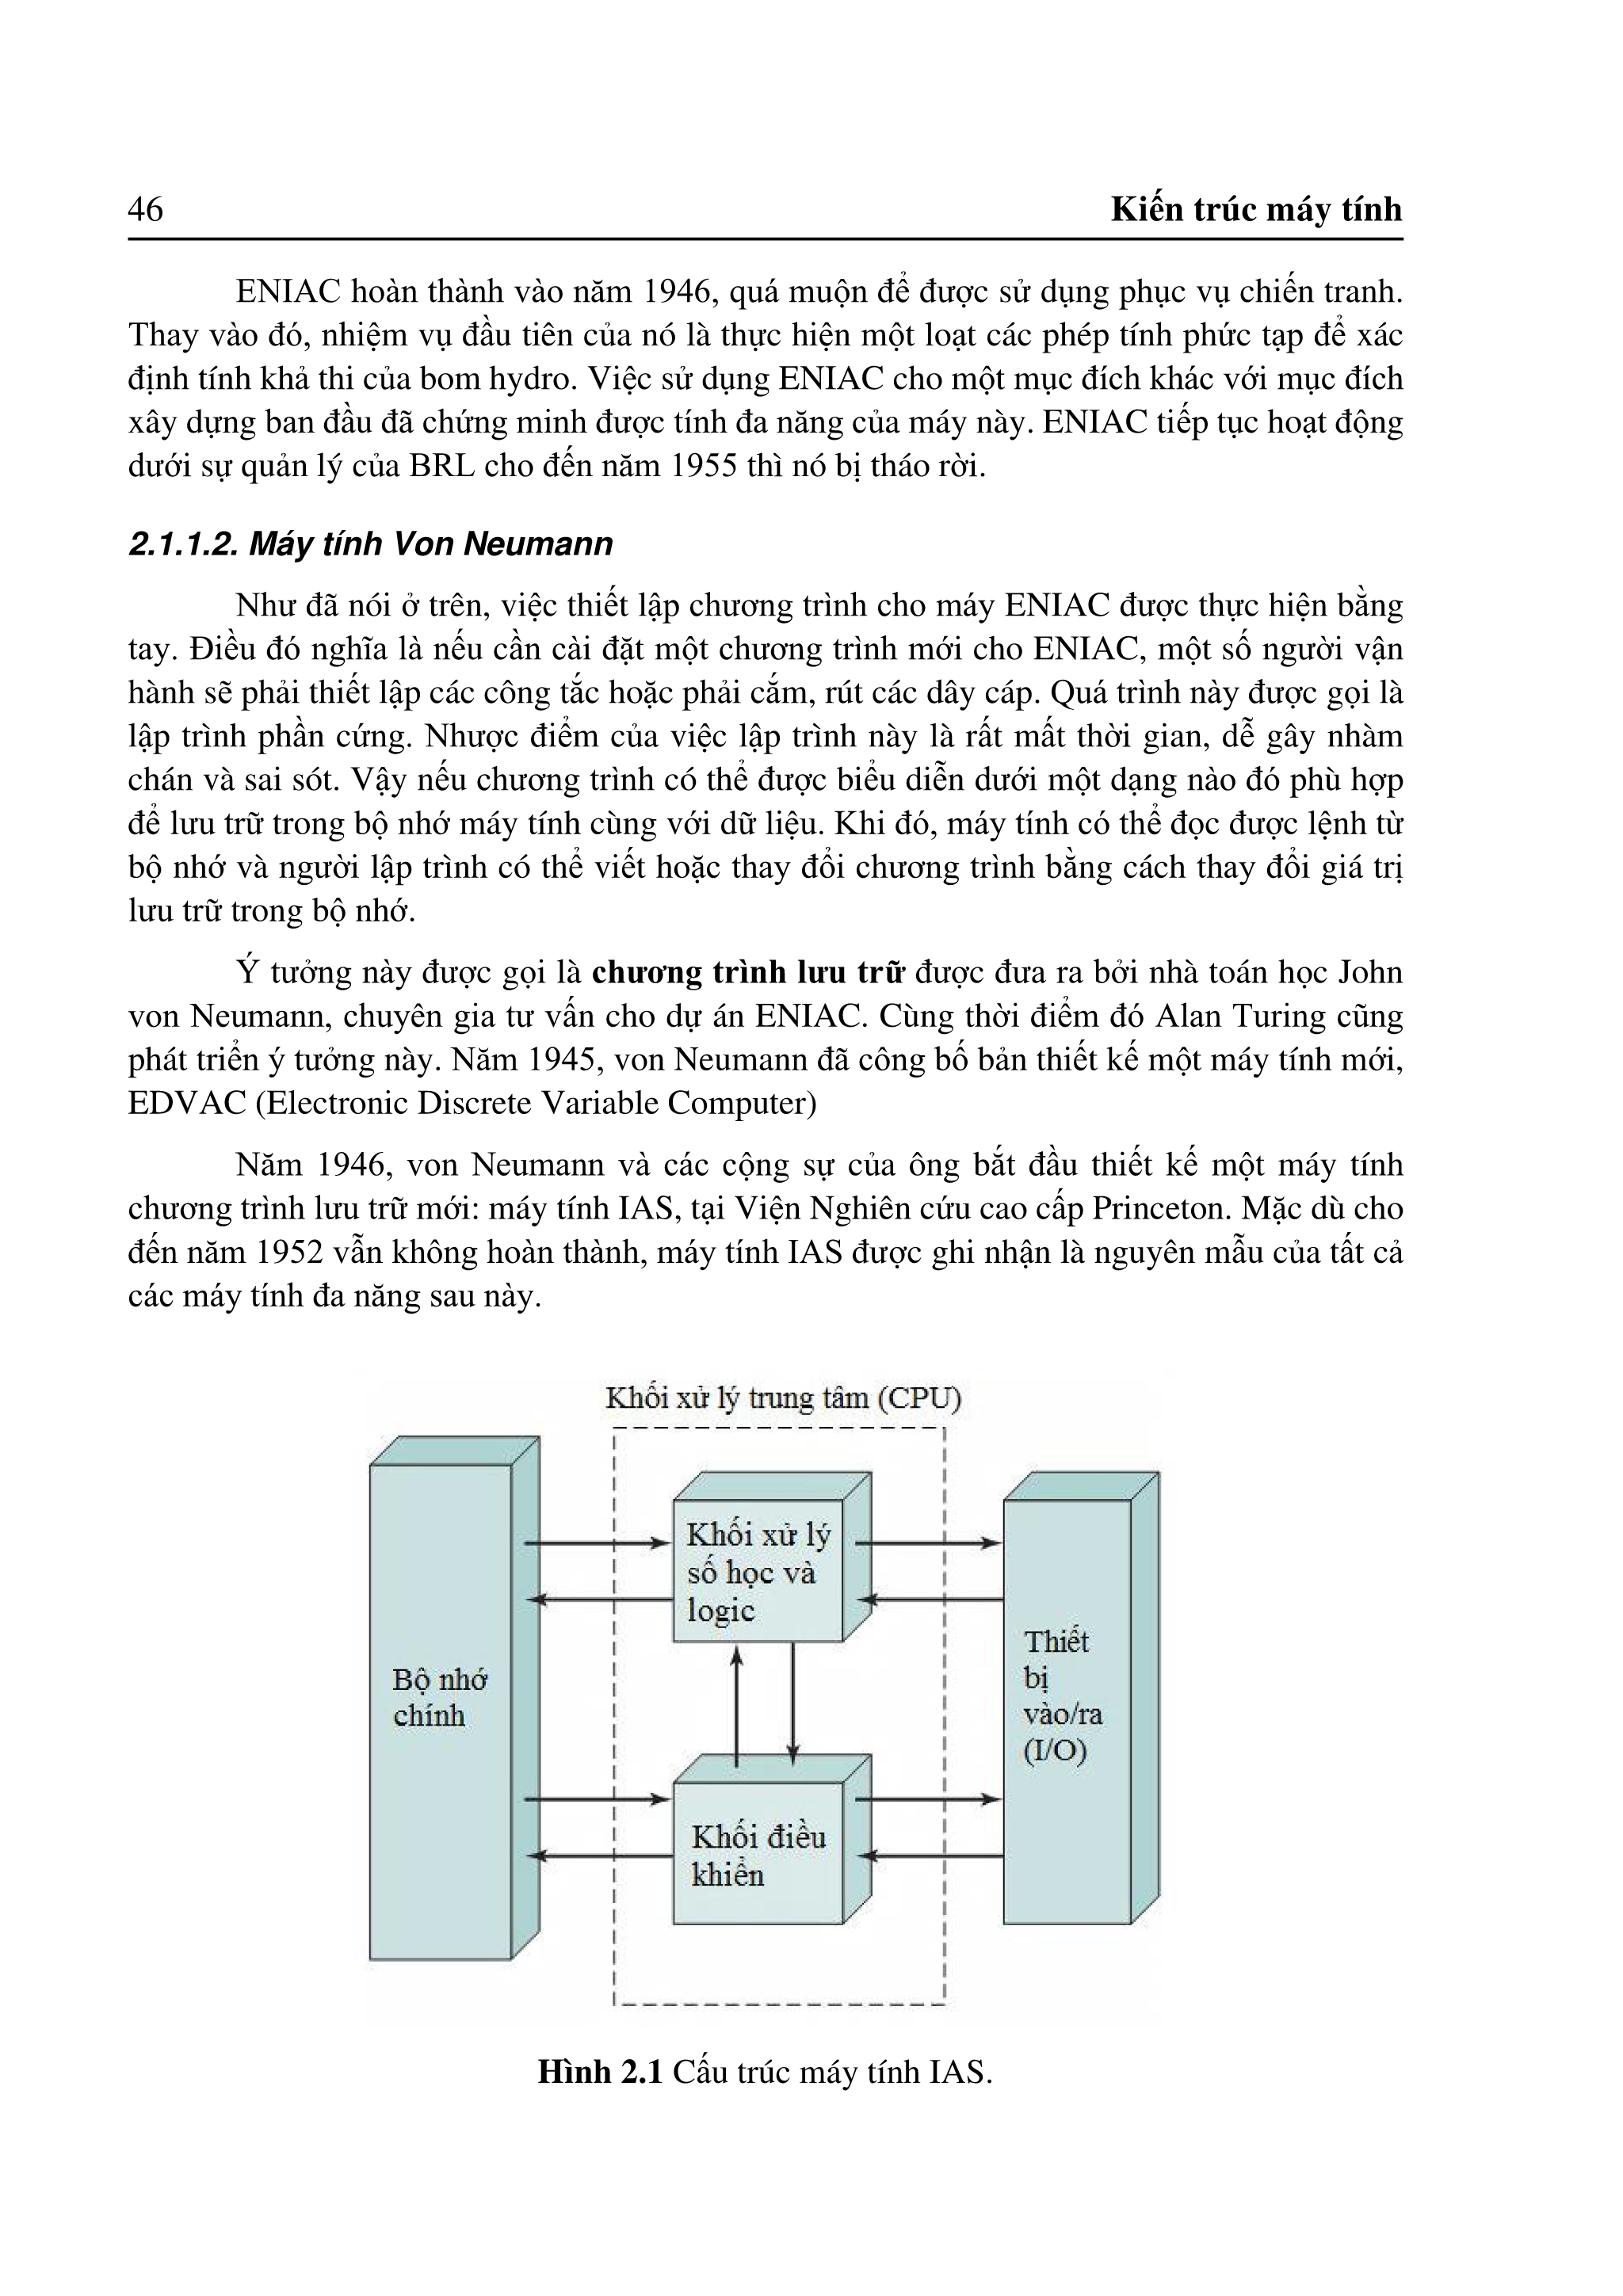 46 Kiến trúc máy tính
ENIAC hoàn thành vào năm 1946, quá muộn để được sử dụng phục vụ chiến tranh.
Thay vào đó, nhiệm vụ đầu tiên của nó là thực hiện một loạt các phép tính phức tạp để xác
định tính khả thi của bom hydro. Việc sử dụng ENIAC cho một mục đích khác với mục đích
xây dựng ban đầu đã chứng minh được tính đa năng của máy này. ENIAC tiếp tục hoạt động
dưới sự quản lý của BRL cho đến năm 1955 thì nó bị tháo rời.
2.1.1.2. Máy tính Von Neumann
Như đã nói ở trên, việc thiết lập chương trình cho máy ENIAC được thực hiện bằng
tay. Điều đó nghĩa là nếu cần cài đặt một chương trình mới cho ENIAC, một số người vận
hành sẽ phải thiết lập các công tắc hoặc phải cắm, rút các dây cáp. Quá trình này được gọi là
lập trình phần cứng. Nhược điểm của việc lập trình này là rất mất thời gian, dễ gây nhàm
chán và sai sót. Vậy nếu chương trình có thể được biểu diễn dưới một dạng nào đó phù hợp
để lưu trữ trong bộ nhớ máy tính cùng với dữ liệu. Khi đó, máy tính có thể đọc được lệnh từ
bộ nhớ và người lập trình có thể viết hoặc thay đổi chương trình bằng cách thay đổi giá trị
lưu trữ trong bộ nhớ.
Ý tưởng này được gọi là chương trình lưu trữ được đưa ra bởi nhà toán học John
von Neumann, chuyên gia tư vấn cho dự án ENIAC. Cùng thời điểm đó Alan Turing cũng
phát triển ý tưởng này. Năm 1945, von Neumann đã công bố bản thiết kế một máy tính mới,
EDVAC (Electronic Discrete Variable Computer)
Năm 1946, von Neumann và các cộng sự của ông bắt đầu thiết kế một máy tính
chương trình lưu trữ mới: máy tính IAS, tại Viện Nghiên cứu cao cấp Princeton. Mặc dù cho
đến năm 1952 vẫn không hoàn thành, máy tính IAS được ghi nhận là nguyên mẫu của tất cả
các máy tính đa năng sau này.
Khối xử lý trung tâm (CPU)
Khối xử lý
số học và
logic
Bộ nhớ
chính
Thiết
bị
vào/ra
(I/O)
Khối điều
khiển
Hình 2.1 Cấu trúc máy tính IAS.